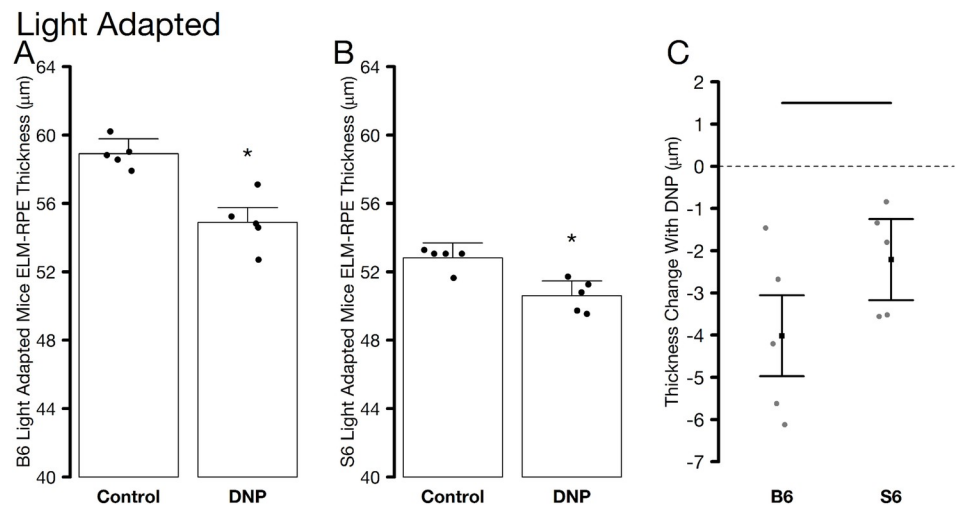 Light Adapted
A
B6 Light Adapted Mice ELM-RPE Thickness (μm)
64
60
56
52
48
44
40
*
Control
DNP
B
S6 Light Adapted Mice ELM-RPE Thickness (μm)
64
60
56
52
48
44
40
*
Control
DNP
C
Thickness Change With DNP (μm)
2
1
0
-1
-2
-3
-4
-5
-6
-7
B6
S6